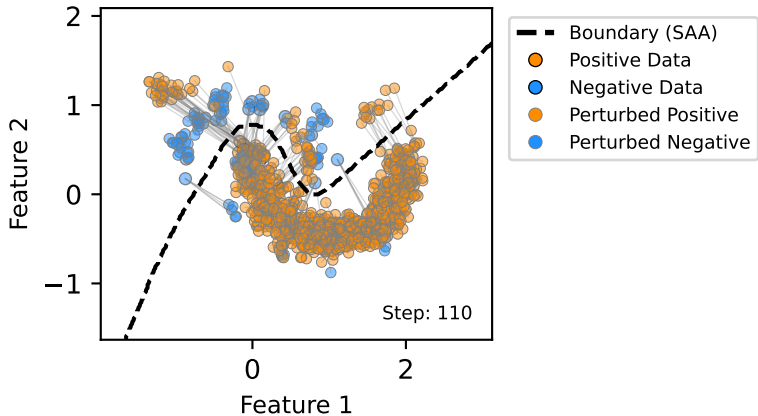 2
1
0
−1
Feature 2
0
2
Feature 1
Step: 110
Boundary (SAA)
Positive Data
Negative Data
Perturbed Positive
Perturbed Negative